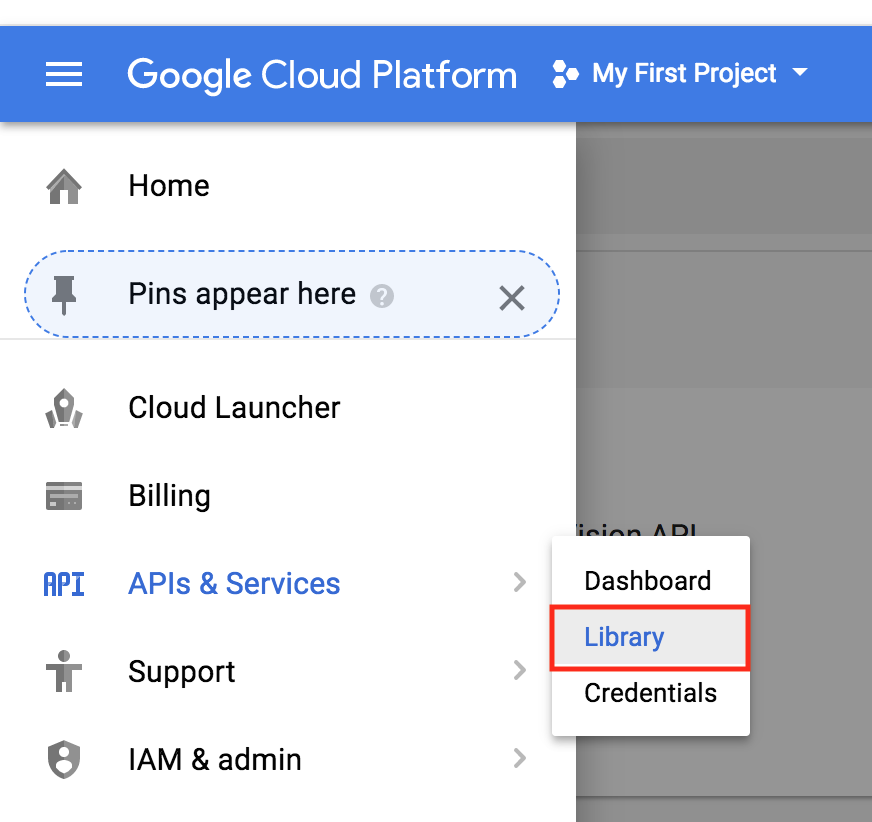 Google Cloud Platform My First Project
Home
Pins appear here ?
Cloud Launcher
Billing
ision API
API APIs & Services
Dashboard
Library
Support
Credentials
IAM & admin